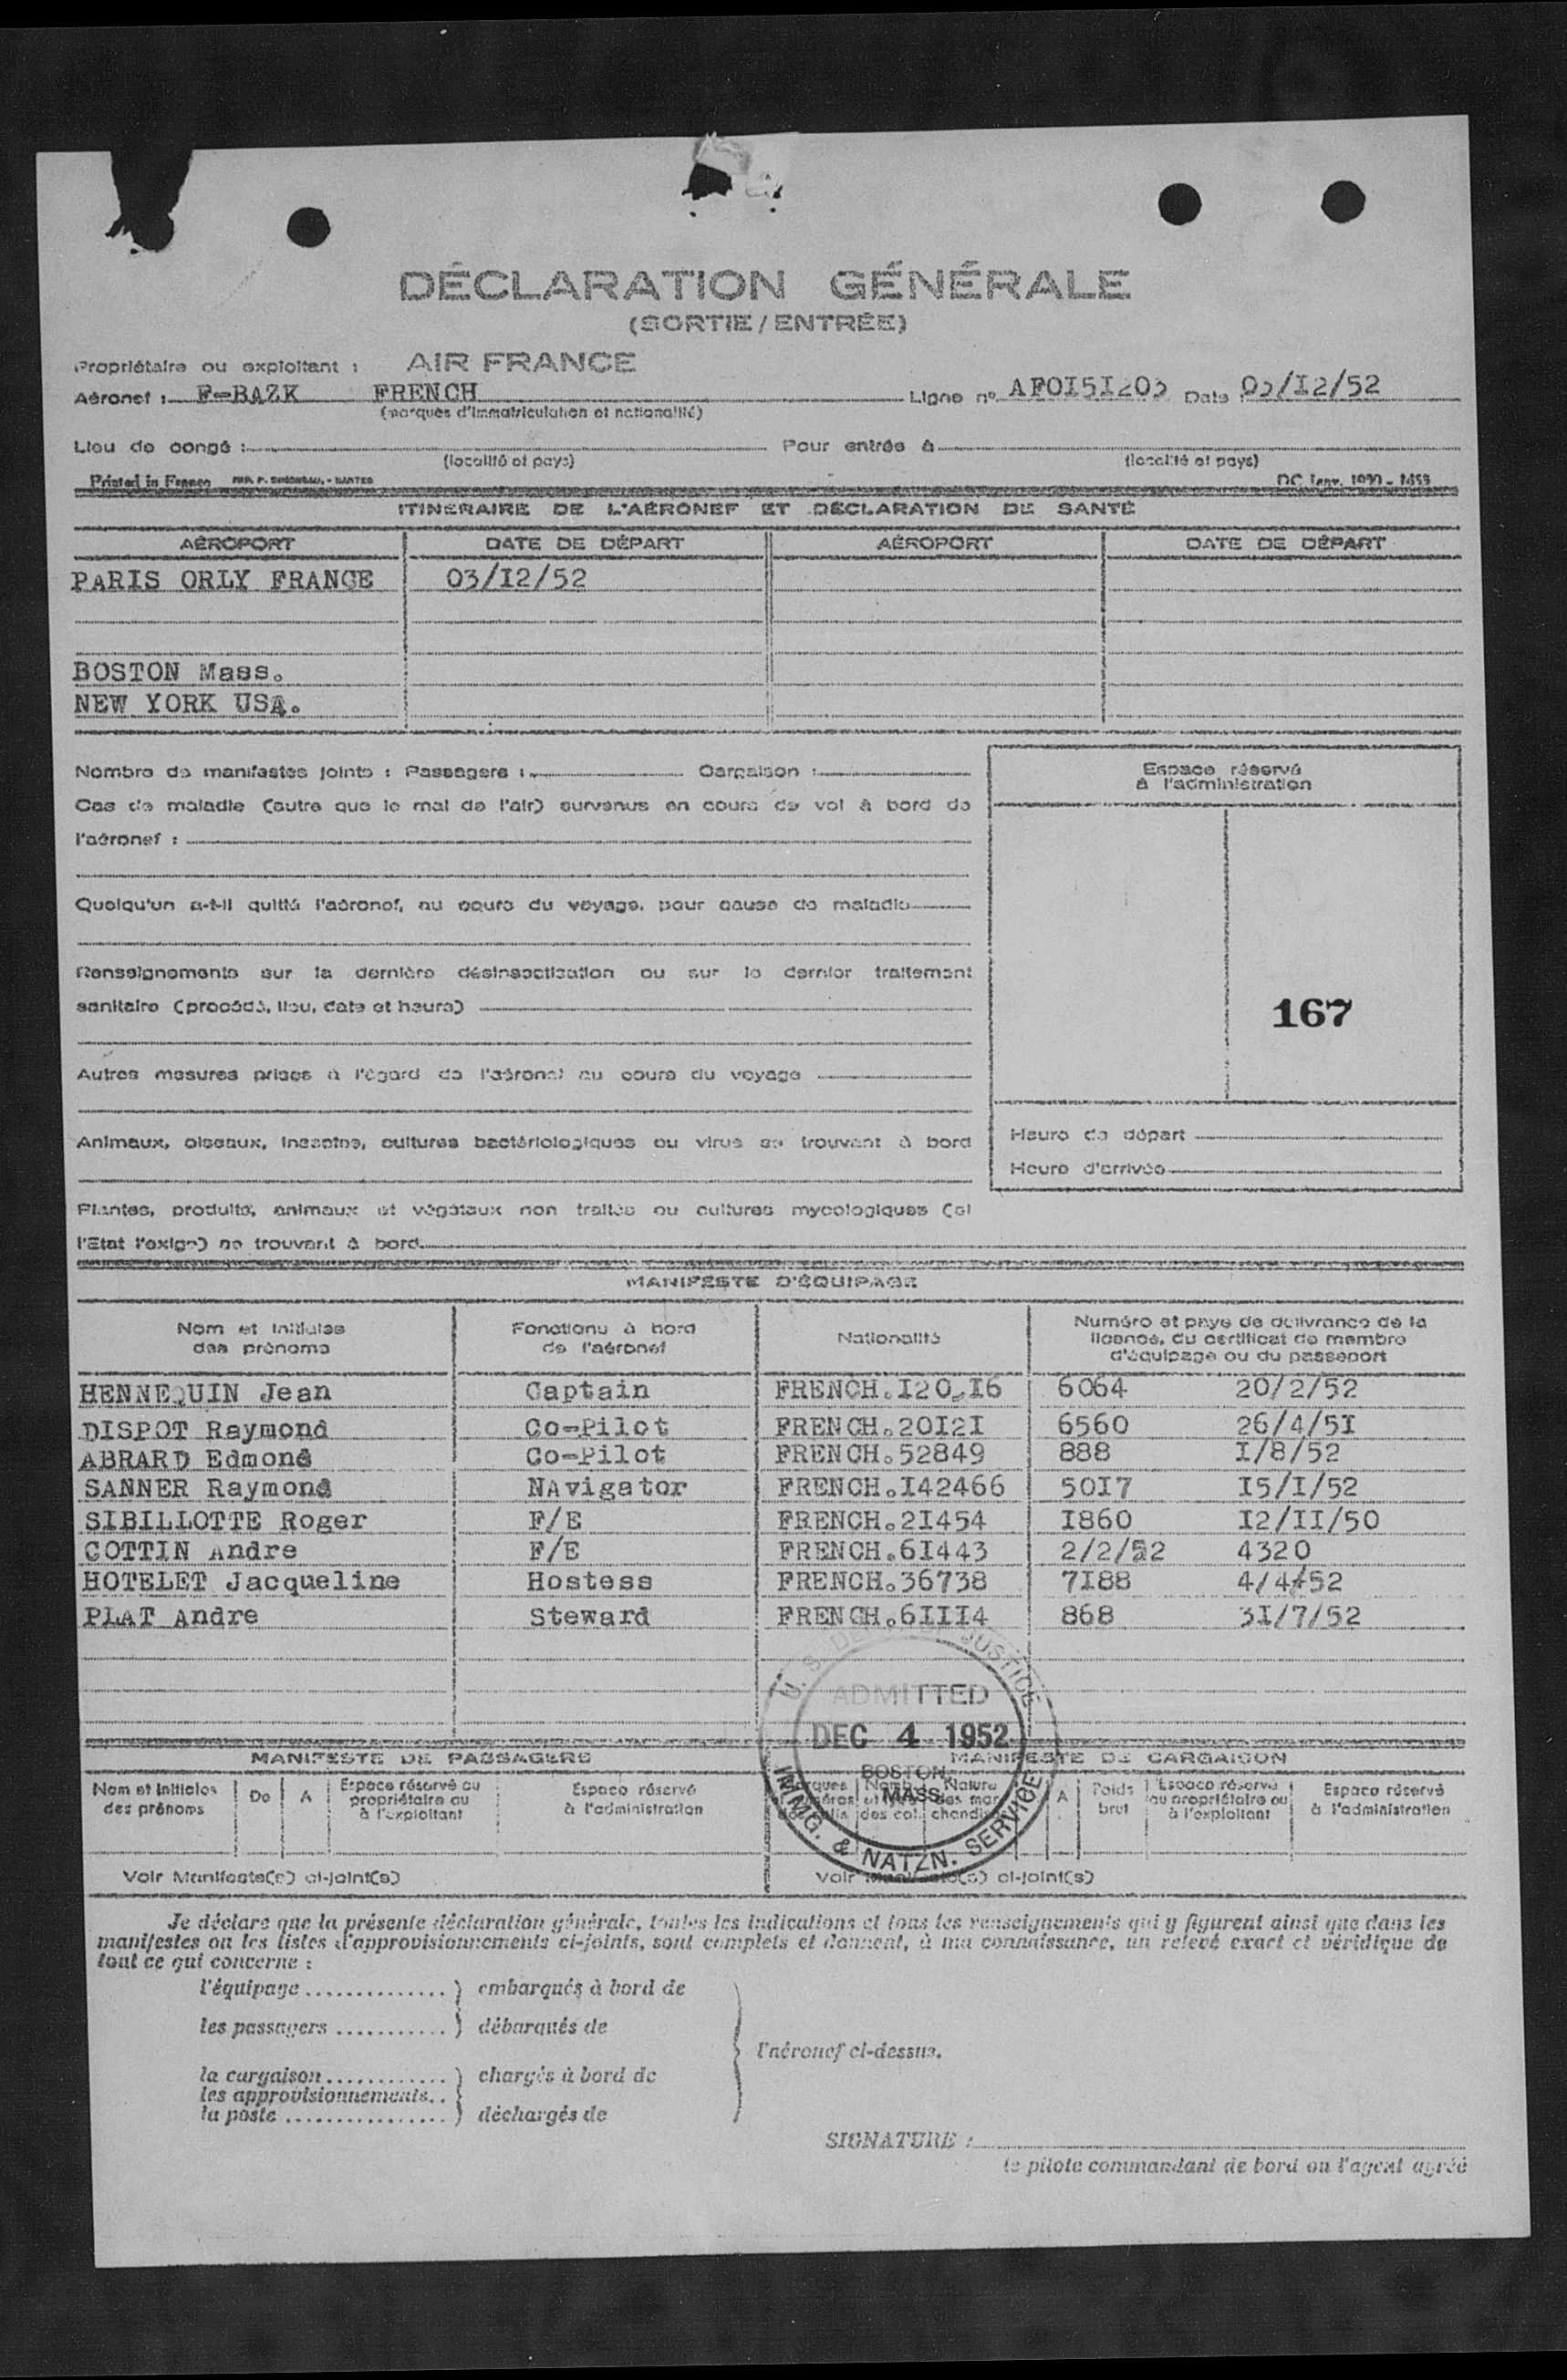 DÉCLARATION GÉNÉRALE
(SORTIE / ENTRÉE)
Propriétaire ou exploitant : AIR FRANCE
Aéronef : F-BAZK FRENCH Ligne n° AF0I5I203 Date 03/I2/52
(marques d'immatriculation et nationalité)
Lieu de congé : Pour entrée à
(localité et pays) (localité et pays)
Printed in France
ITINERAIRE DE L'AÉRONEF ET DÉCLARATION DE SANTÉ
AÉROPORT DATE DE DÉPART AÉROPORT DATE DE DÉPART
PARIS ORLY FRANCE 03/I2/52
BOSTON Mass.
NEW YORK USA.
Nombre de manifestes joints : Passagers : Cargaison :
Cas de maladie (autre que le mal de l'air) survenus en cours de vol à bord de
l'aéronef :
Quelqu'un a-t-il quitté l'aéronef, au cours du voyage, pour cause de maladie
Renseignements sur la dernière désinsectisation ou sur le dernier traitement
sanitaire (procédé, lieu, date et heure)
Autres mesures prises à l'égard de l'aéronef au cours du voyage
Animaux, oiseaux, insectes, cultures bactériologiques ou virus se trouvant à bord
Plantes, produits, animaux et végétaux non traités ou cultures mycologiques (si
l'Etat l'exige) se trouvant à bord
Espace réservé
à l'administration
167
Heure de départ
Heure d'arrivée
MANIFESTE D'ÉQUIPAGE
Nom et initiales des prénoms Fonctions à bord de l'aéronef Nationalité Numéro et pays de délivrance de la licence, du certificat de membre d'équipage ou du passeport
HENNEQUIN Jean Captain FRENCH.I20.I6 6064 20/2/52
DISPOT Raymond Co-Pilot FRENCH.20I2I 6560 26/4/5I
ABRARD Edmond Co-Pilot FRENCH.52849 888 I/8/52
SANNER Raymond NAvigator FRENCH.I42466 50I7 I5/I/52
SIBILLOTTE Roger F/E FRENCH.2I454 I860 I2/II/50
COTTIN Andre F/E FRENCH.6I443 2/2/52 4320
HOTELET Jacqueline Hostess FRENCH.36738 7I88 4/4/52
PLAT Andre Steward FRENCH.6III4 868 3I/7/52
U. S. DEPT. OF JUSTICE
ADMITTED
DEC 4 1952
BOSTON
MASS.
IMMG. & NATZN. SERVICE
MANIFESTE DE PASSAGERS MANIFESTE DE CARGAISON
Nom et initiales des prénoms De A Espace réservé au propriétaire ou à l'exploitant Espace réservé à l'administration
A Poids brut Espace réservé au propriétaire ou à l'exploitant Espace réservé à l'administration
Voir Manifeste(s) ci-joint(s) Voir Manifeste(s) ci-joint(s)
Je déclare que la présente déclaration générale, toutes les indications et tous les renseignements qui y figurent ainsi que dans les
manifestes ou les listes d'approvisionnements ci-joints, sont complets et donnent, à ma connaissance, un relevé exact et véridique de
tout ce qui concerne :
l'équipage .............. } embarqués à bord de
les passagers ........... } débarqués de
l'aéronef ci-dessus.
la cargaison............ } chargés à bord de
les approvisionnements..
la poste ................ } déchargés de
SIGNATURE :
le pilote commandant de bord ou l'agent agréé